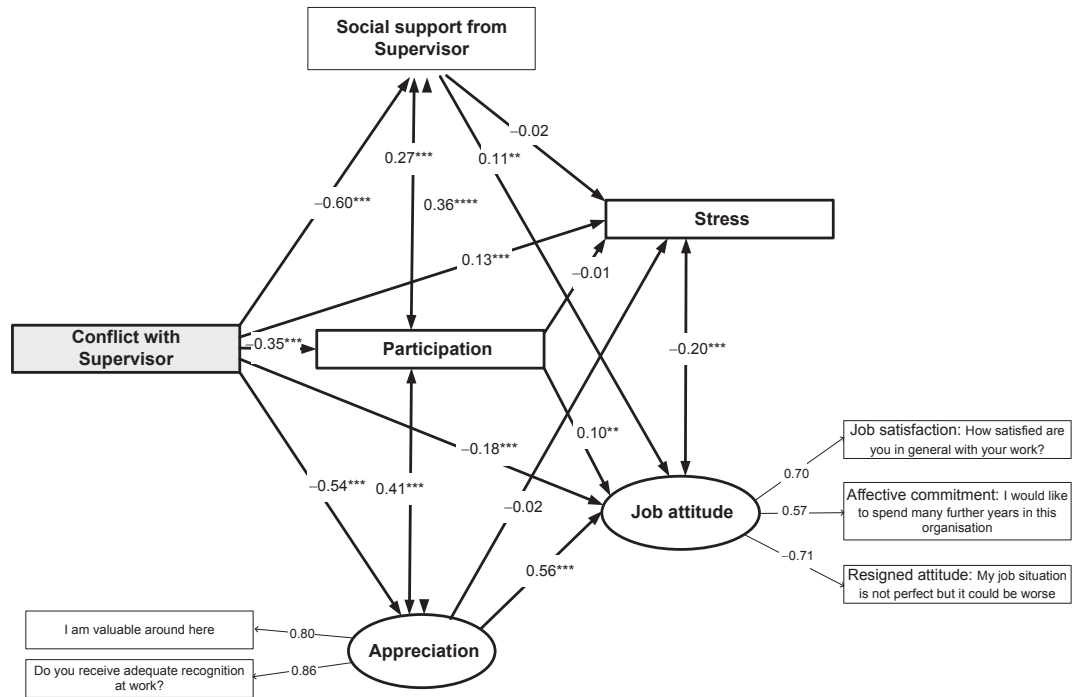 Social support from
Supervisor
−0.02
0.27***
0.11**
−0.60***
0.36****
Stress
0.13***
−0.01
Conflict with
Supervisor
−0.35***
Participation
−0.20***
−0.18***
0.10**
Job satisfaction: How satisfied are
you in general with your work?
0.70
−0.54***
0.41***
−0.02
Job attitude
0.57
Affective commitment: I would like
to spend many further years in this
organisation
−0.71
0.56***
Resigned attitude: My job situation
is not perfect but it could be worse
I am valuable around here
0.80
Appreciation
Do you receive adequate recognition
at work?
0.86